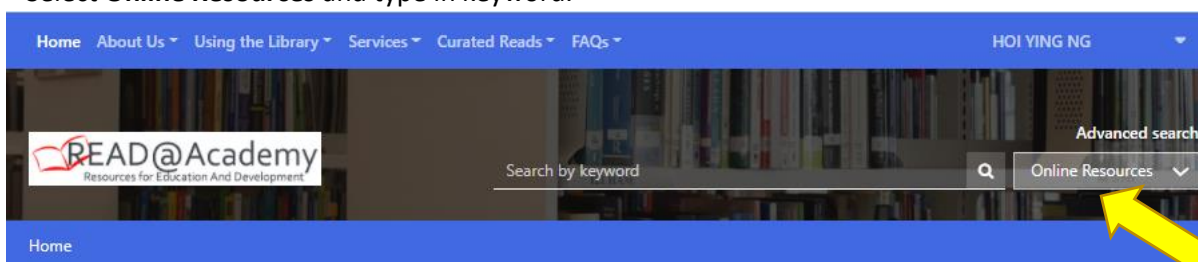 Select Online Resources and type in keyword.
Home About Us Using the Library Services Curated Reads FAQs HOI YING NG
READ@Academy
Resources for Education And Development
Advanced search
Search by keyword Online Resources
Home